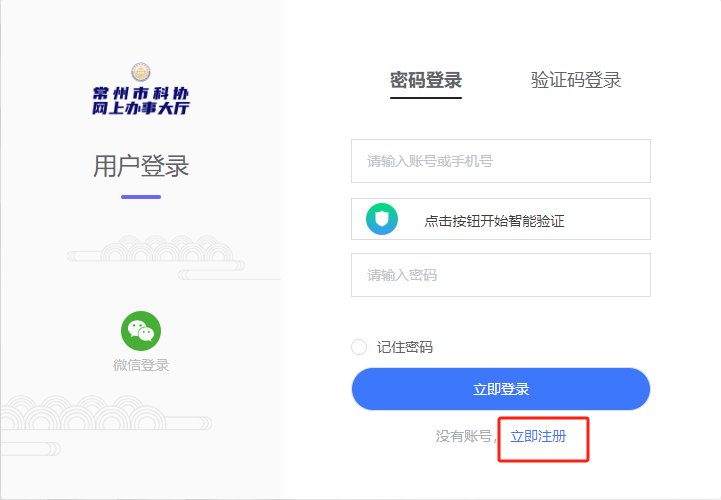 常州市科协
网上办事大厅
用户登录
微信登录
密码登录
验证码登录
请输入账号或手机号
点击按钮开始智能验证
请输入密码
记住密码
立即登录
没有账号，立即注册